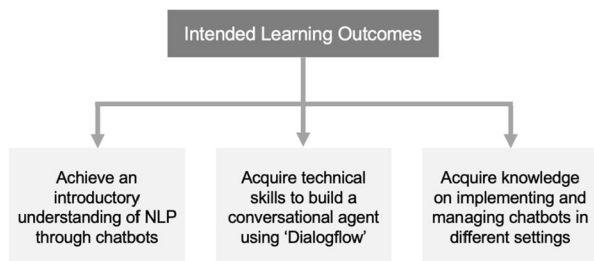 Intended Learning Outcomes
Achieve an
introductory
understanding of NLP
through chatbots
Acquire technical
skills to build a
conversational agent
using ‘Dialogflow’
Acquire knowledge
on implementing and
managing chatbots in
different settings